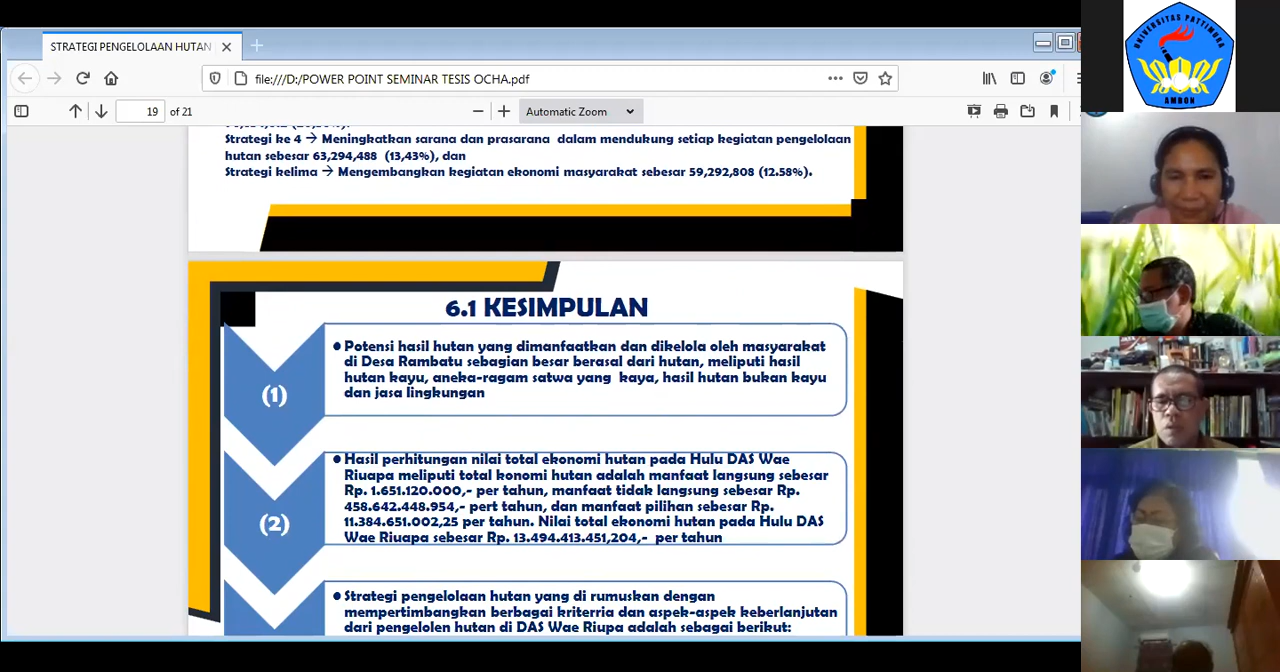 STRATEGI PENGELOLAAN HUTAN
file:///D:/POWER POINT SEMINAR TESIS OCHA.pdf
19 of 21
Automatic Zoom
Strategi ke 4 → Meningkatkan sarana dan prasarana dalam mendukung setiap kegiatan pengelolaan
hutan sebesar 63,294,488 (13,43%), dan
Strategi kelima → Mengembangkan kegiatan ekonomi masyarakat sebesar 59,292,808 (12.58%).
6.1 KESIMPULAN
(1)
• Potensi hasil hutan yang dimanfaatkan dan dikelola oleh masyarakat
di Desa Rambatu sebagian besar berasal dari hutan, meliputi hasil
hutan kayu, aneka-ragam satwa yang kaya, hasil hutan bukan kayu
dan jasa lingkungan
(2)
• Hasil perhitungan nilai total ekonomi hutan pada Hulu DAS Wae
Riuapa meliputi total konomi hutan adalah manfaat langsung sebesar
Rp. 1.651.120.000,- per tahun, manfaat tidak langsung sebesar Rp.
458.642.448.954,- pert tahun, dan manfaat pilihan sebesar Rp.
11.384.651.002,25 per tahun. Nilai total ekonomi hutan pada Hulu DAS
Wae Riuapa sebesar Rp. 13.494.413.451,204,- per tahun
• Strategi pengelolaan hutan yang di rumuskan dengan
mempertimbangkan berbagai kriterria dan aspek-aspek keberlanjutan
dari pengelolen hutan di DAS Wae Riupa adalah sebagai berikut:
UNIVERSITAS PATTIMURA
AMBON